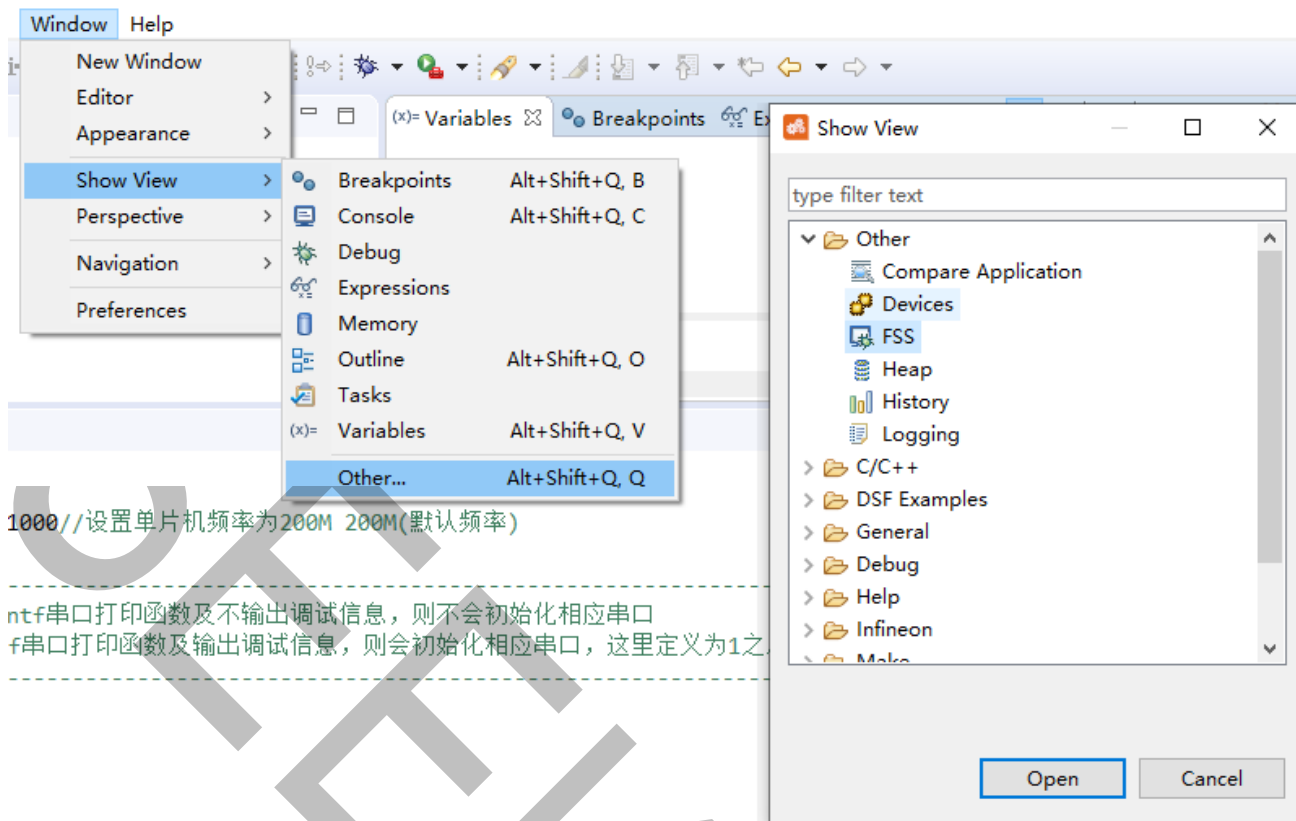 Window Help
New Window
Editor
Appearance
Show View
Perspective
Navigation
Preferences
(x)= Variables
Breakpoints
Breakpoints Alt+Shift+Q, B
Console Alt+Shift+Q, C
Debug
Expressions
Memory
Outline Alt+Shift+Q, O
Tasks
(x)= Variables Alt+Shift+Q, V
Other... Alt+Shift+Q, Q
Show View
type filter text
Other
Compare Application
Devices
FSS
Heap
History
Logging
C/C++
DSF Examples
General
Debug
Help
Infineon
Make
Open Cancel
1000//设置单片机频率为200M 200M(默认频率)
ntf串口打印函数及不输出调试信息，则不会初始化相应串口
f串口打印函数及输出调试信息，则会初始化相应串口，这里定义为1之